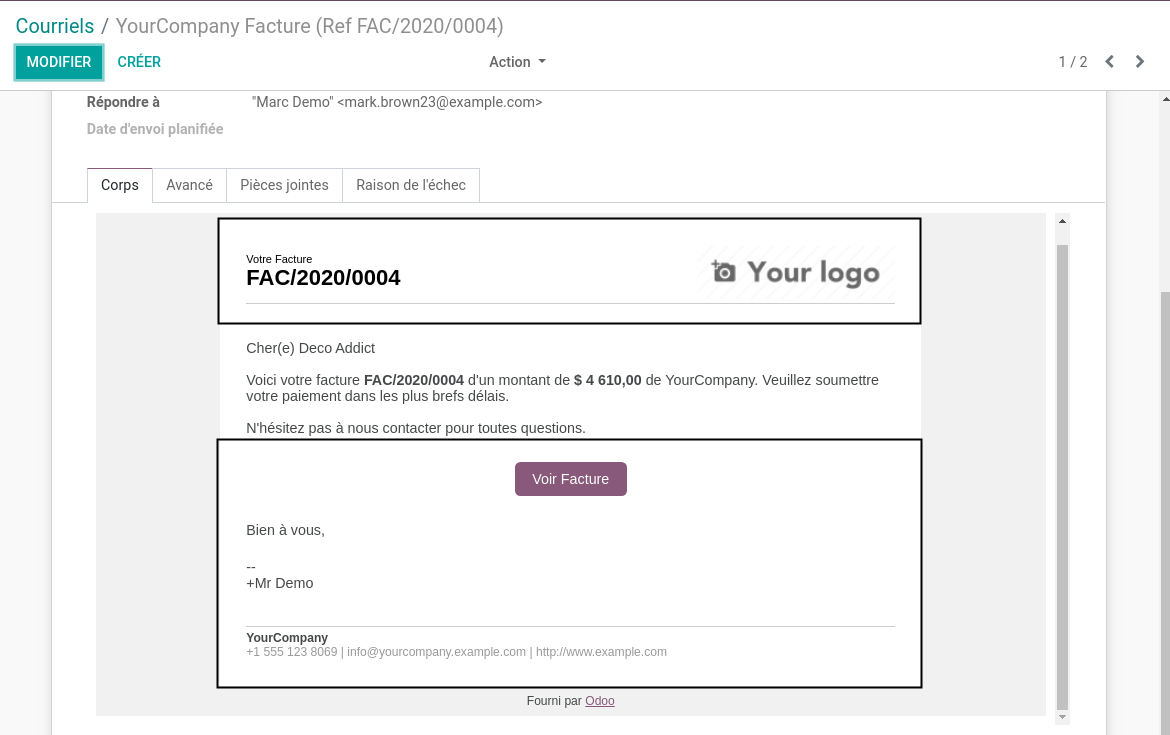 Courriels / YourCompany Facture (Ref FAC/2020/0004)
MODIFIER CRÉER Action 1 / 2
Répondre à "Marc Demo" <mark.brown23@example.com>
Date d'envoi planifiée
Corps Avancé Pièces jointes Raison de l'échec
Votre Facture
FAC/2020/0004
Your logo
Cher(e) Deco Addict
Voici votre facture FAC/2020/0004 d'un montant de $ 4 610,00 de YourCompany. Veuillez soumettre
votre paiement dans les plus brefs délais.
N'hésitez pas à nous contacter pour toutes questions.
Voir Facture
Bien à vous,
--
+Mr Demo
YourCompany
+1 555 123 8069 | info@yourcompany.example.com | http://www.example.com
Fourni par Odoo